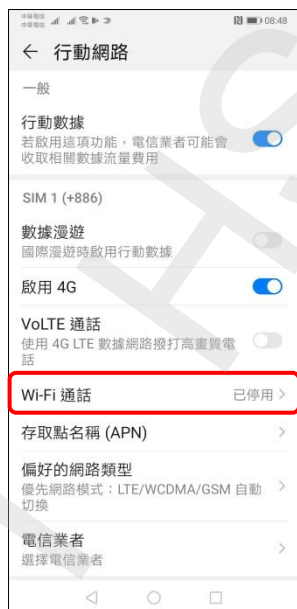 中華電信
中華電信
08:48
← 行動網路
一般
行動數據
若啟用這項功能，電信業者可能會
收取相關數據流量費用
SIM 1 (+886)
數據漫遊
國際漫遊時啟用行動數據
啟用 4G
VoLTE 通話
使用 4G LTE 數據網路撥打高畫質電
話
Wi-Fi 通話 已停用
存取點名稱 (APN)
偏好的網路類型
優先網路模式：LTE/WCDMA/GSM 自動
切換
電信業者
選擇電信業者